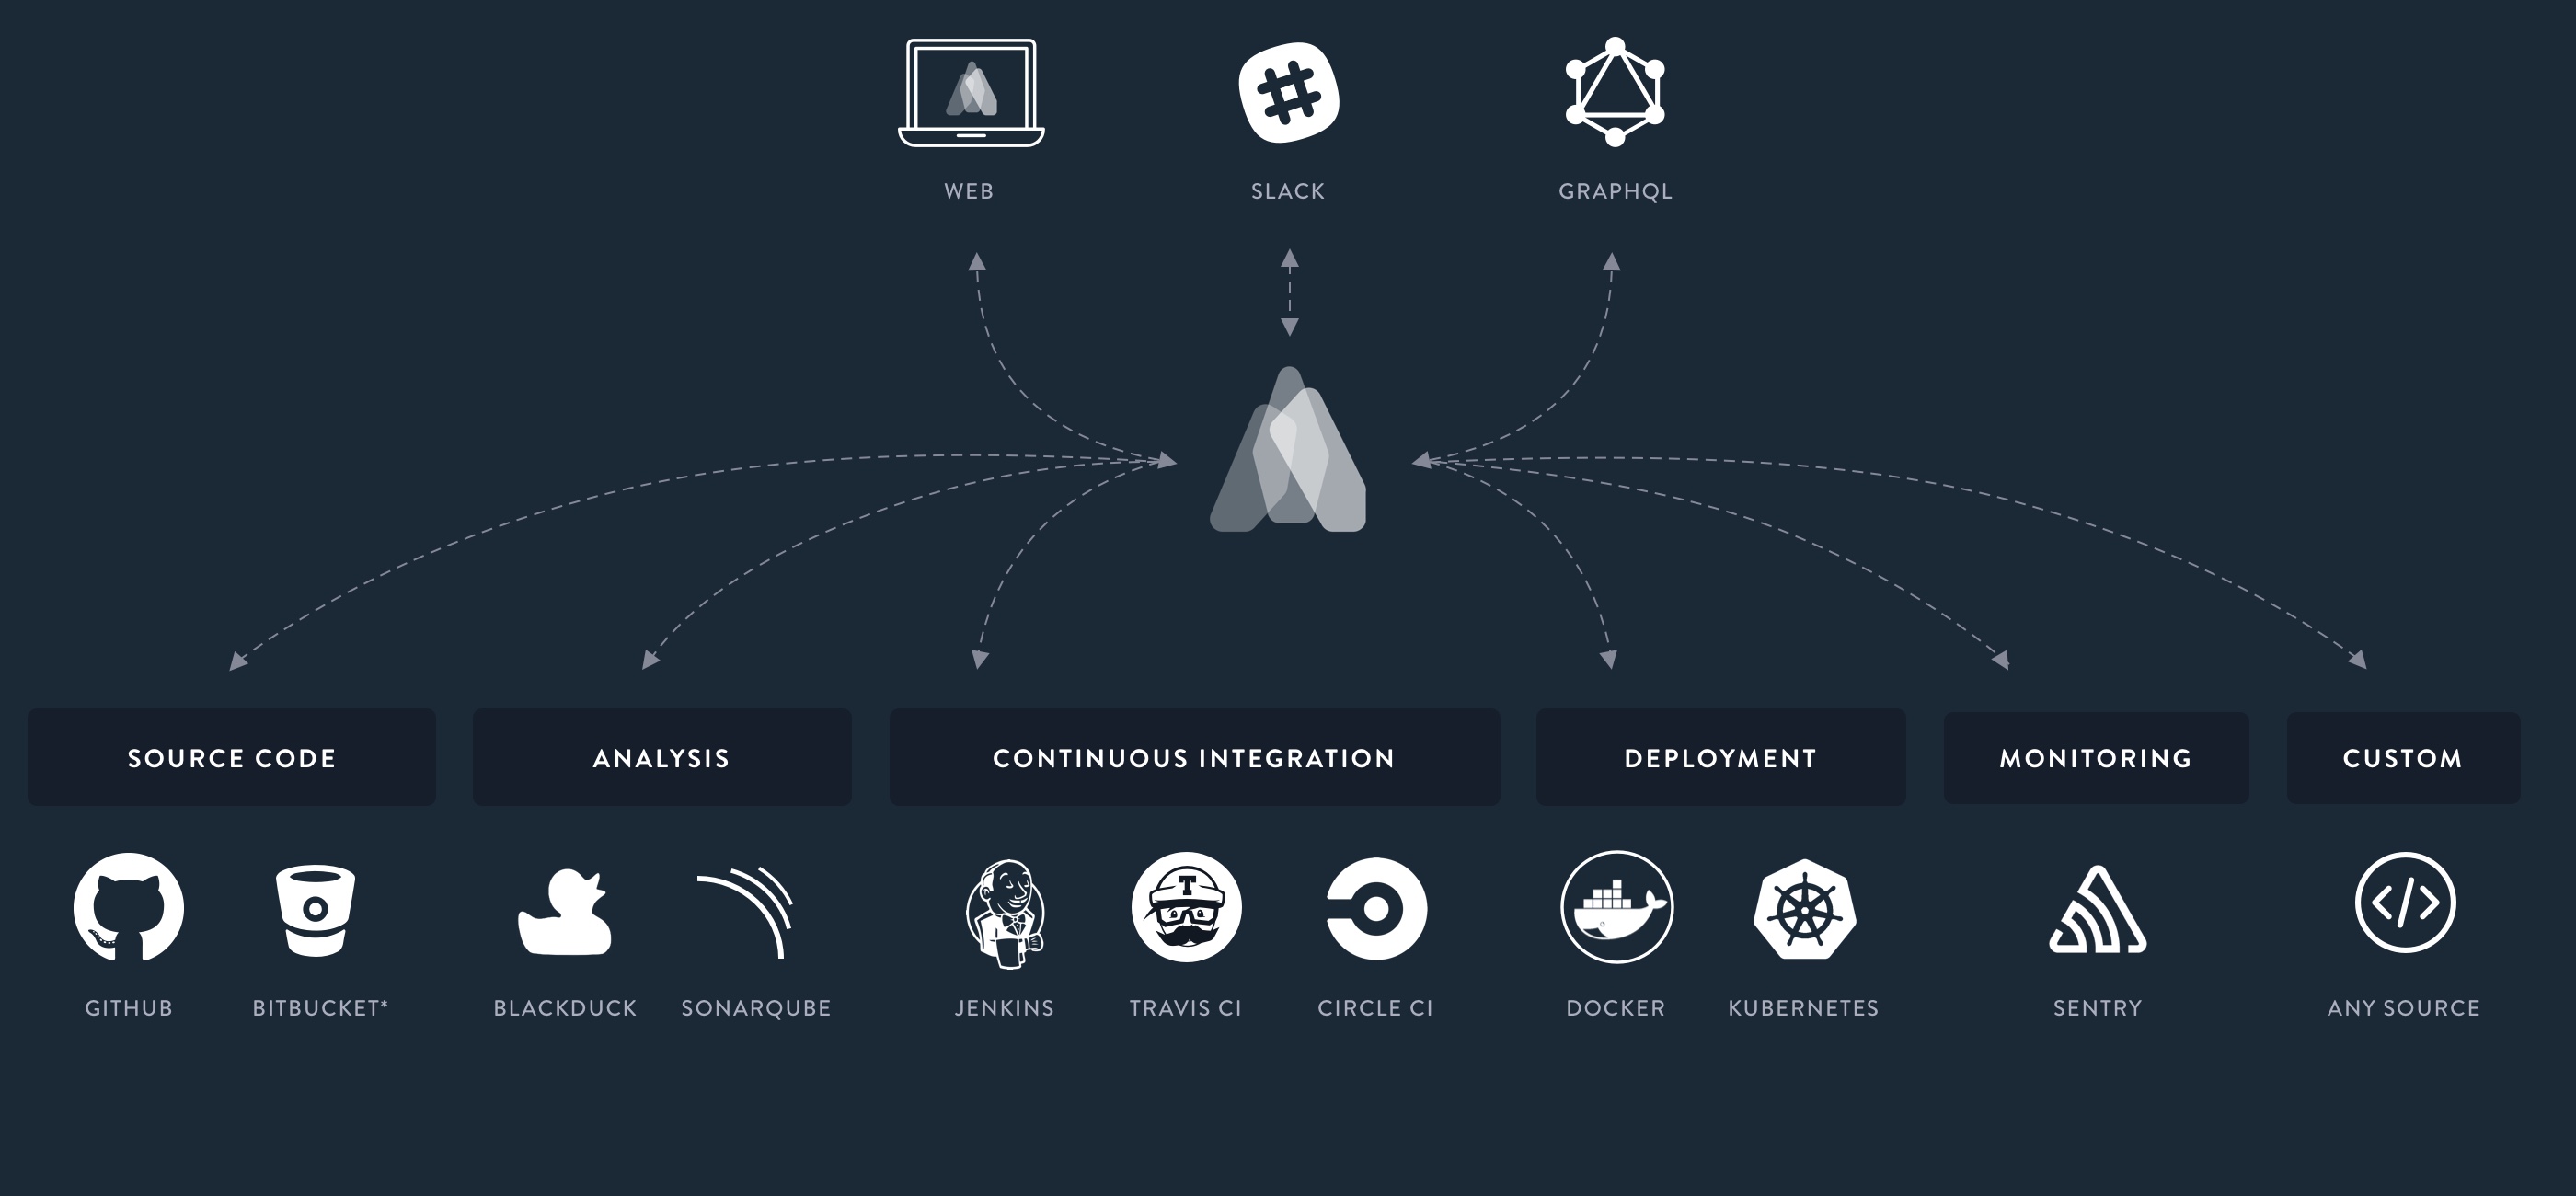 WEB
SLACK
GRAPHQL
SOURCE CODE
ANALYSIS
CONTINUOUS INTEGRATION
DEPLOYMENT
MONITORING
CUSTOM
T
GITHUB
BITBUCKET*
BLACKDUCK
SONARQUBE
JENKINS
TRAVIS CI
CIRCLE CI
DOCKER
KUBERNETES
SENTRY
ANY SOURCE